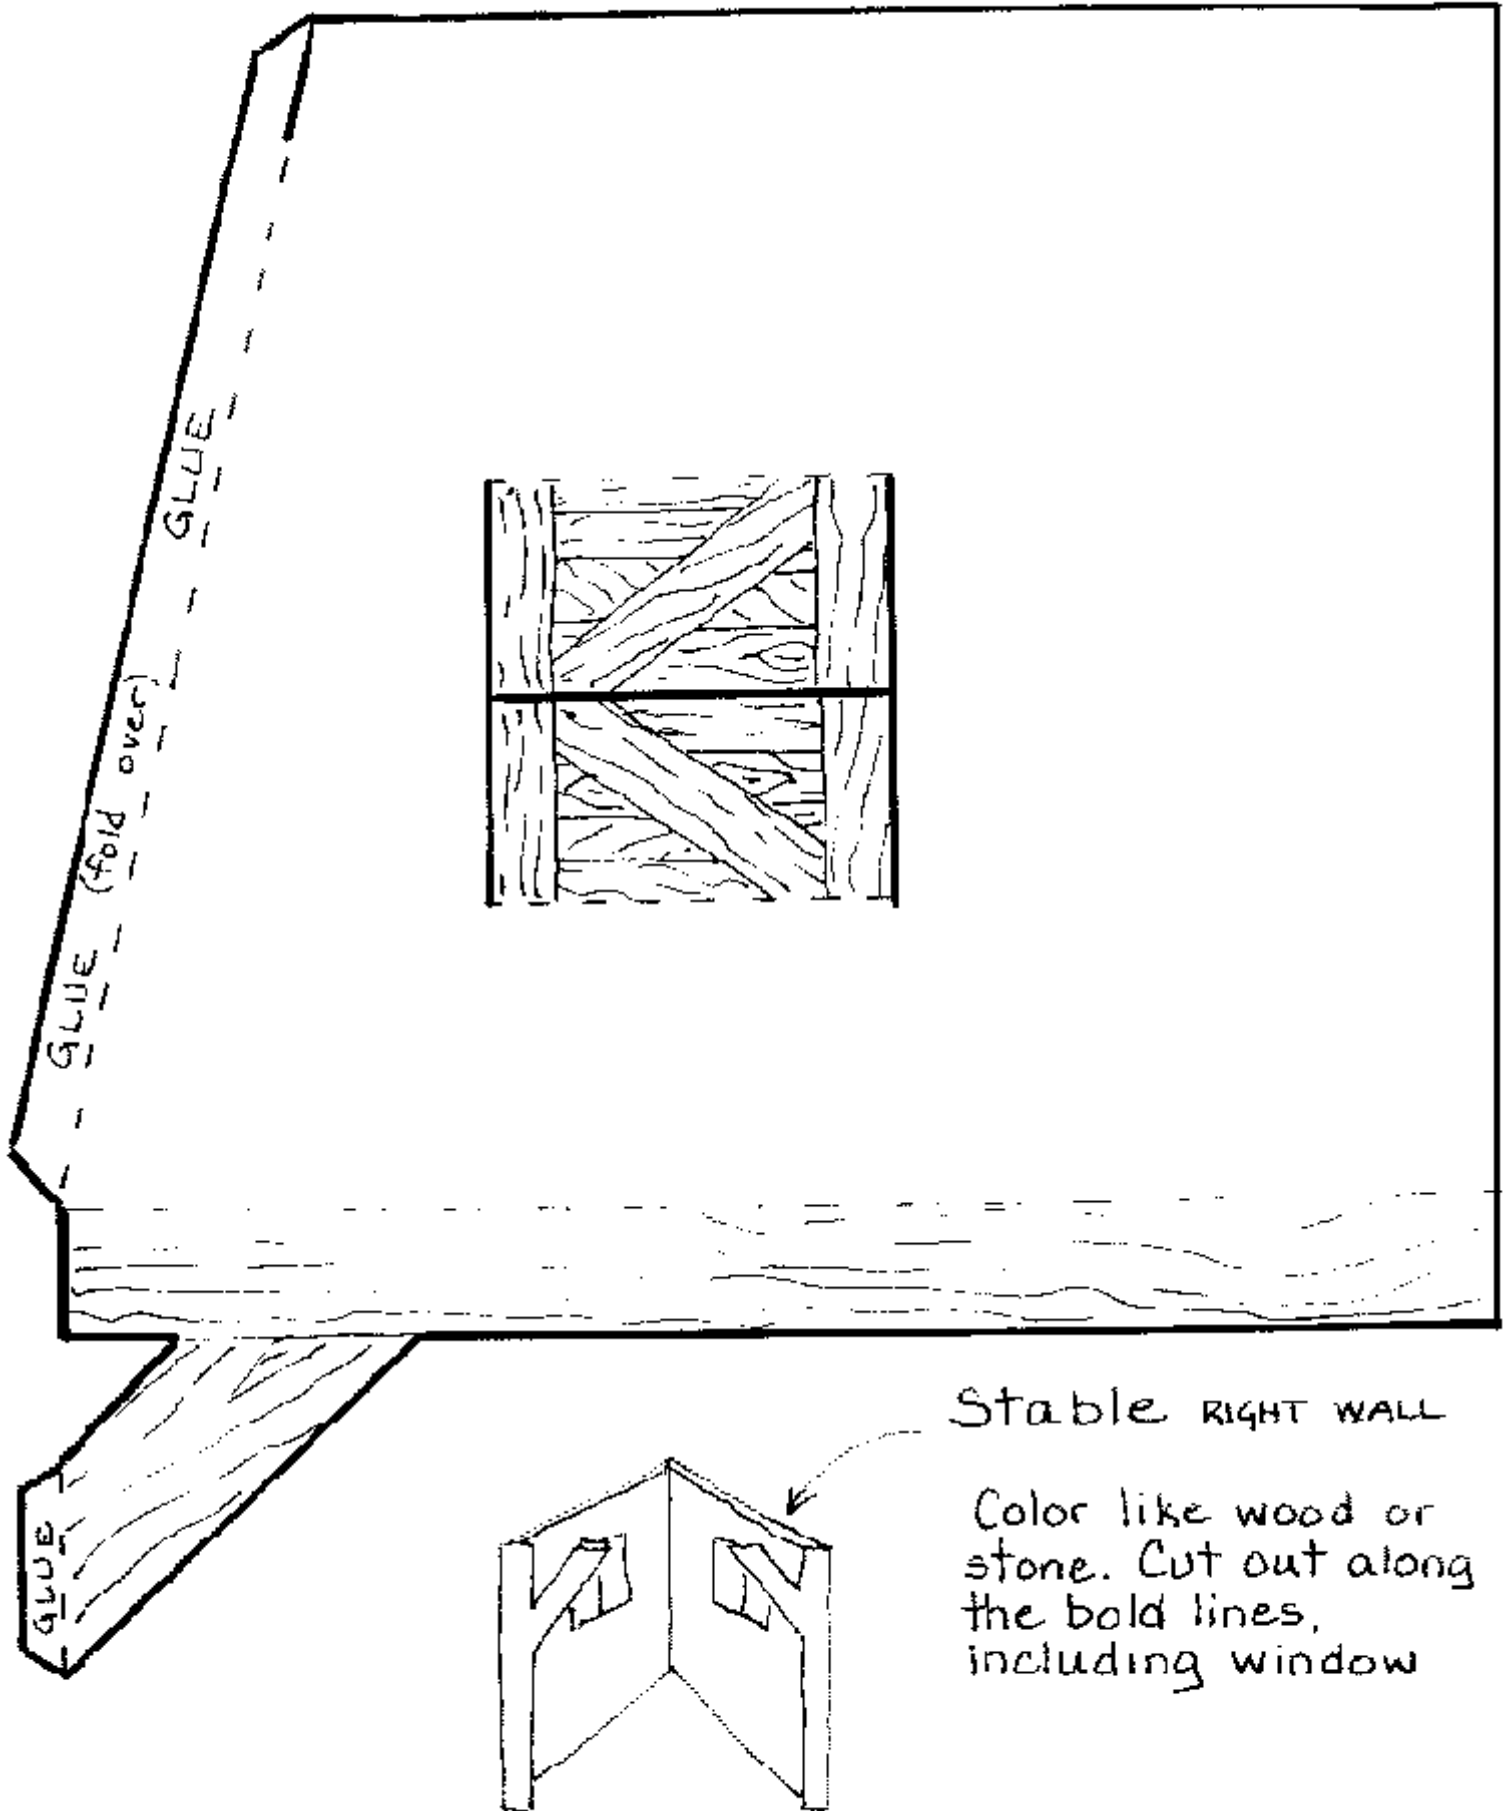 GLUE
(fold over)
GLUE
GLUE
Stable RIGHT WALL
Color like wood or
stone. Cut out along
the bold lines,
including window